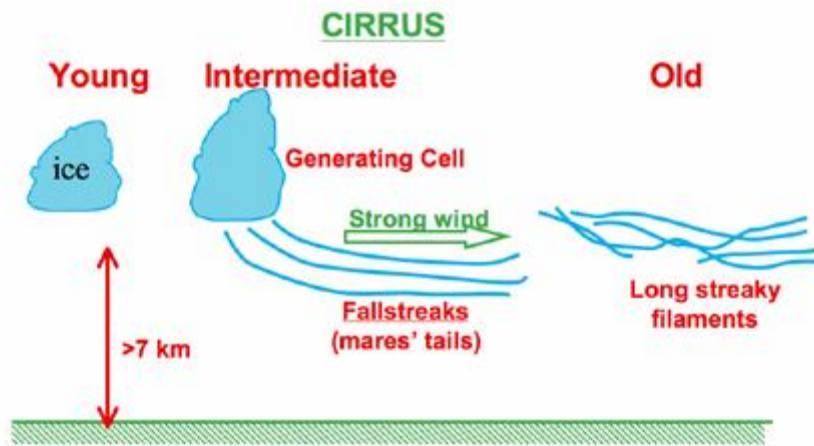 CIRRUS
Young
Intermediate
Old
ice
Generating Cell
Strong wind
Fallstreaks
(mares' tails)
Long streaky
filaments
>7 km